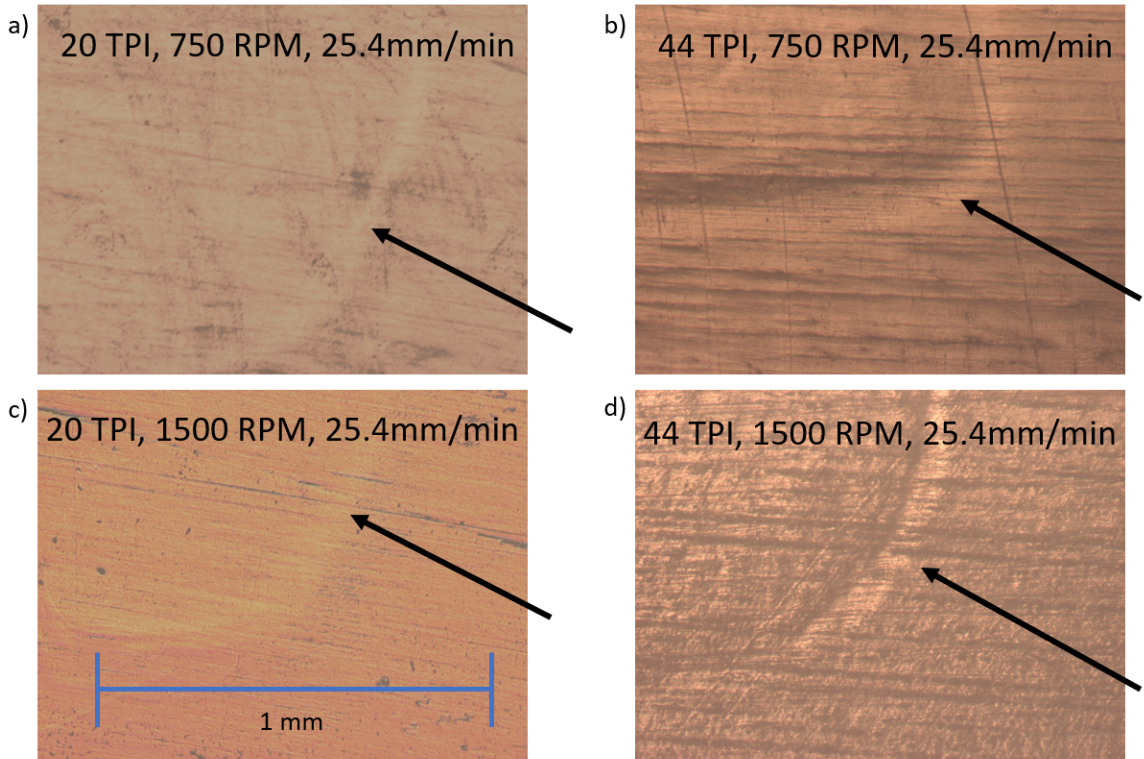 a)
20 TPI, 750 RPM, 25.4mm/min
b)
44 TPI, 750 RPM, 25.4mm/min
c)
20 TPI, 1500 RPM, 25.4mm/min
1 mm
d)
44 TPI, 1500 RPM, 25.4mm/min